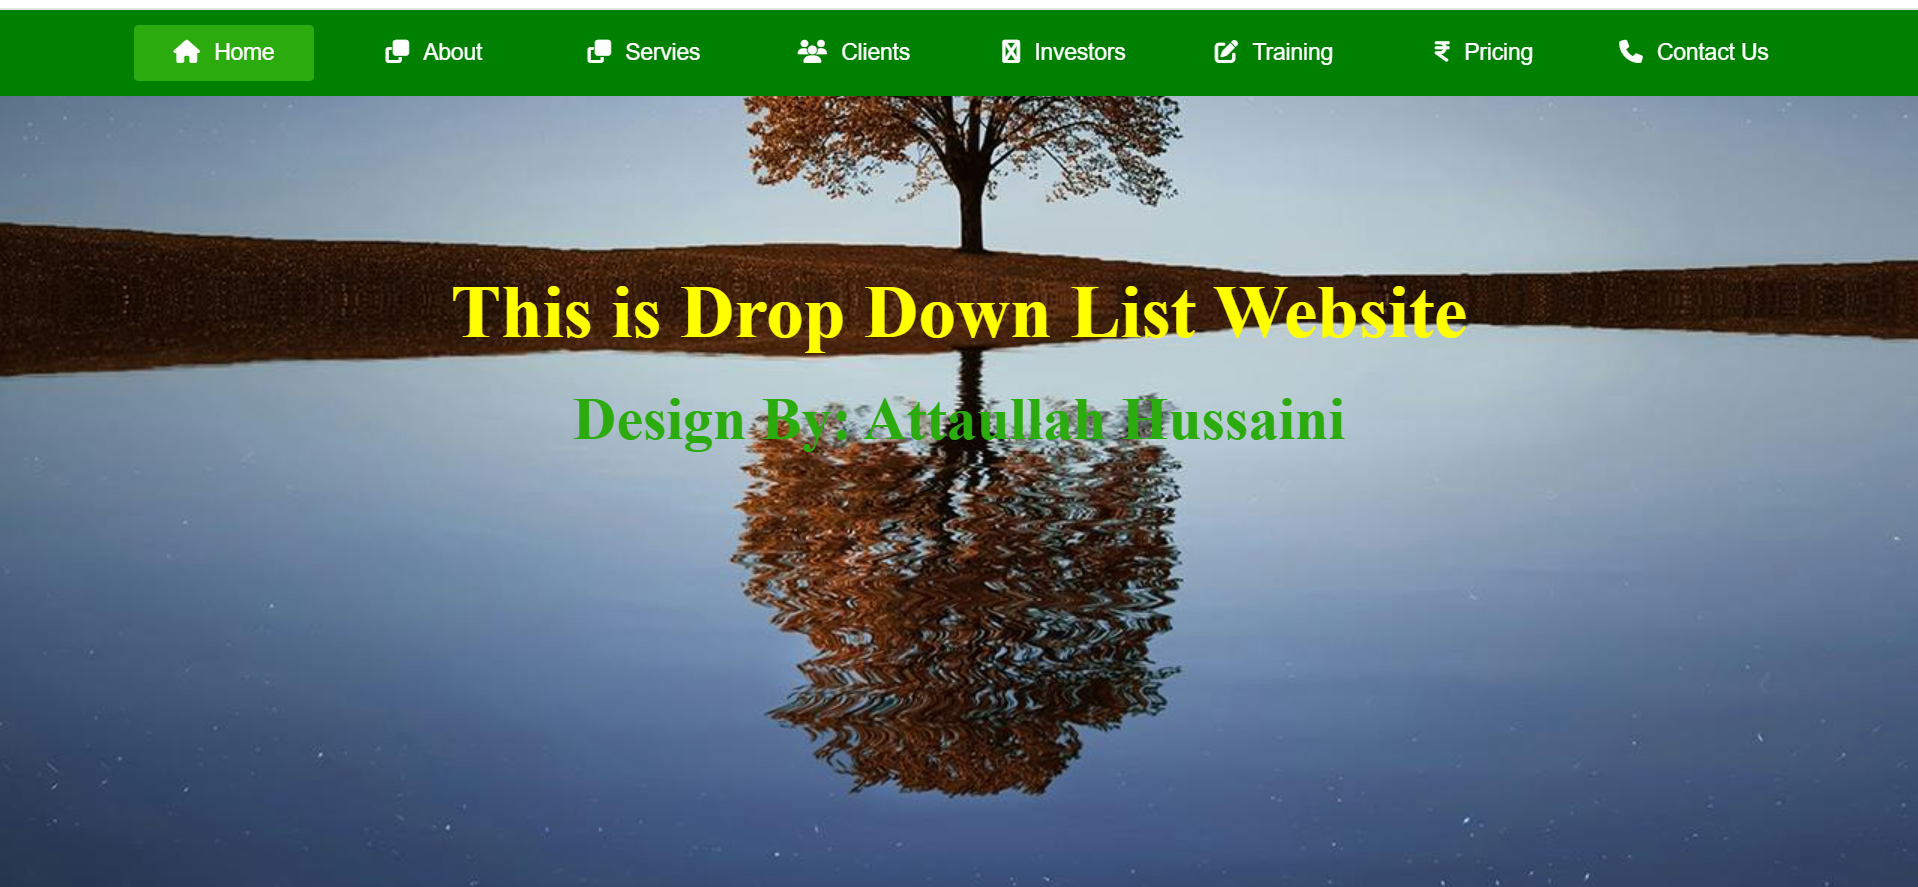 Home About Servies Clients Investors Training Pricing Contact Us
This is Drop Down List Website
Design By: Attaullah Hussaini